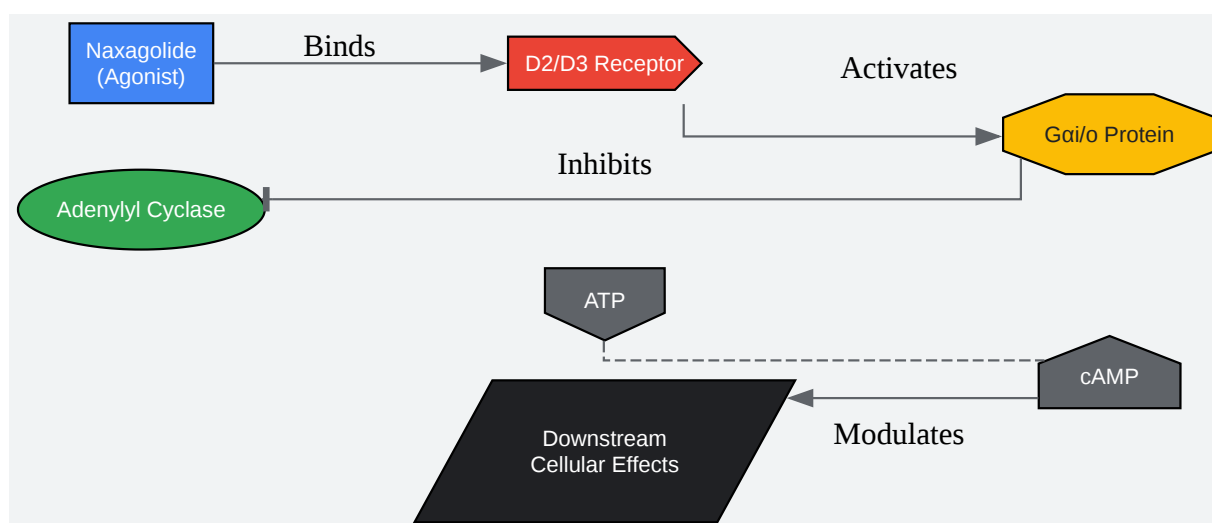 Naxagolide
(Agonist)
Binds
D2/D3 Receptor
Activates
Gαi/o Protein
Inhibits
Adenylyl Cyclase
ATP
cAMP
Modulates
Downstream
Cellular Effects